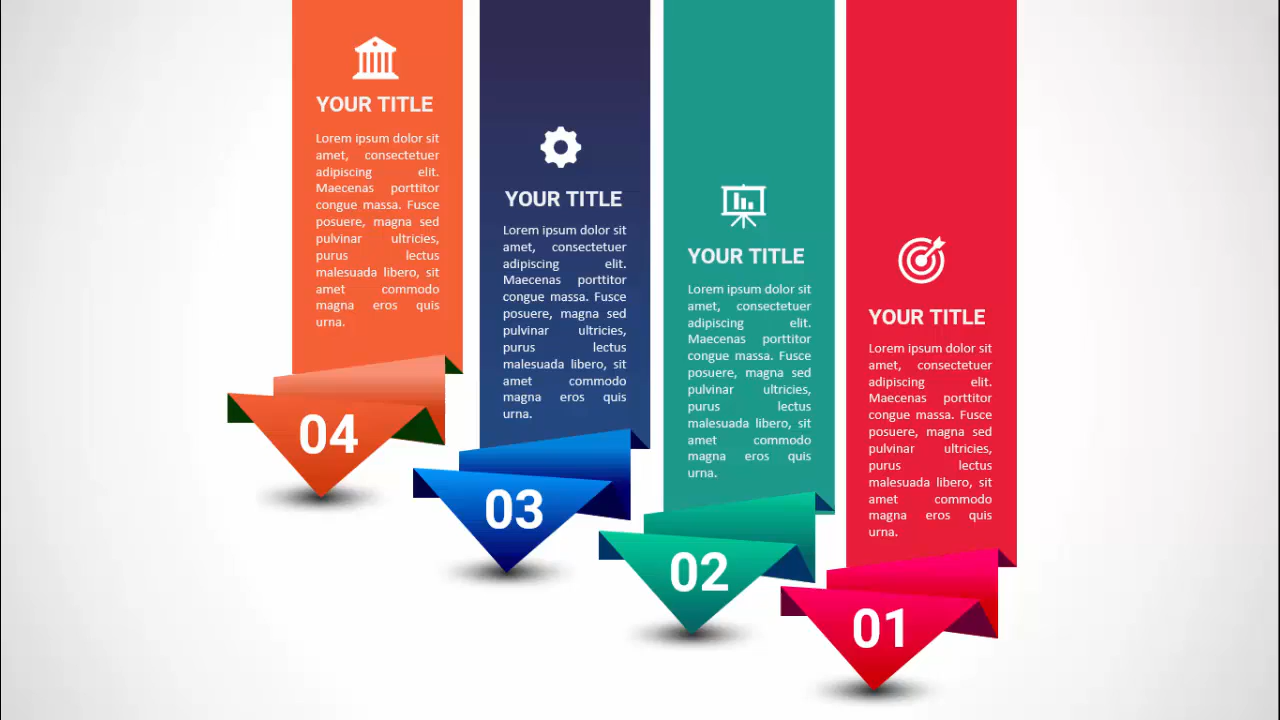 YOUR TITLE
Lorem ipsum dolor sit
amet, consectetuer
adipiscing elit.
Maecenas porttitor
congue massa. Fusce
posuere, magna sed
pulvinar ultricies,
purus lectus
malesuada libero, sit
amet commodo
magna eros quis
urna.
04
YOUR TITLE
Lorem ipsum dolor sit
amet, consectetuer
adipiscing elit.
Maecenas porttitor
congue massa. Fusce
posuere, magna sed
pulvinar ultricies,
purus lectus
malesuada libero, sit
amet commodo
magna eros quis
urna.
03
YOUR TITLE
Lorem ipsum dolor sit
amet, consectetuer
adipiscing elit.
Maecenas porttitor
congue massa. Fusce
posuere, magna sed
pulvinar ultricies,
purus lectus
malesuada libero, sit
amet commodo
magna eros quis
urna.
02
YOUR TITLE
Lorem ipsum dolor sit
amet, consectetuer
adipiscing elit.
Maecenas porttitor
congue massa. Fusce
posuere, magna sed
pulvinar ultricies,
purus lectus
malesuada libero, sit
amet commodo
magna eros quis
urna.
01